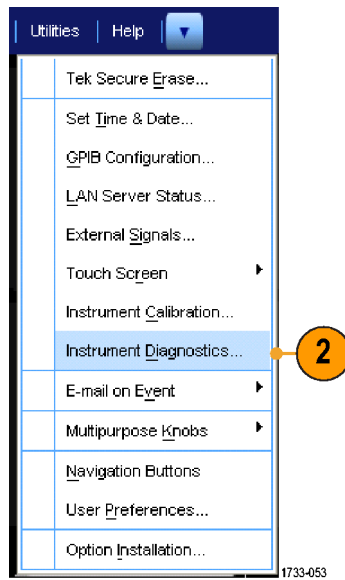 Utilities Help
Tek Secure Erase...
Set Time & Date...
GPIB Configuration...
LAN Server Status...
External Signals...
Touch Screen
Instrument Calibration...
Instrument Diagnostics...
2
E-mail on Event
Multipurpose Knobs
Navigation Buttons
User Preferences...
Option Installation...
1733-053